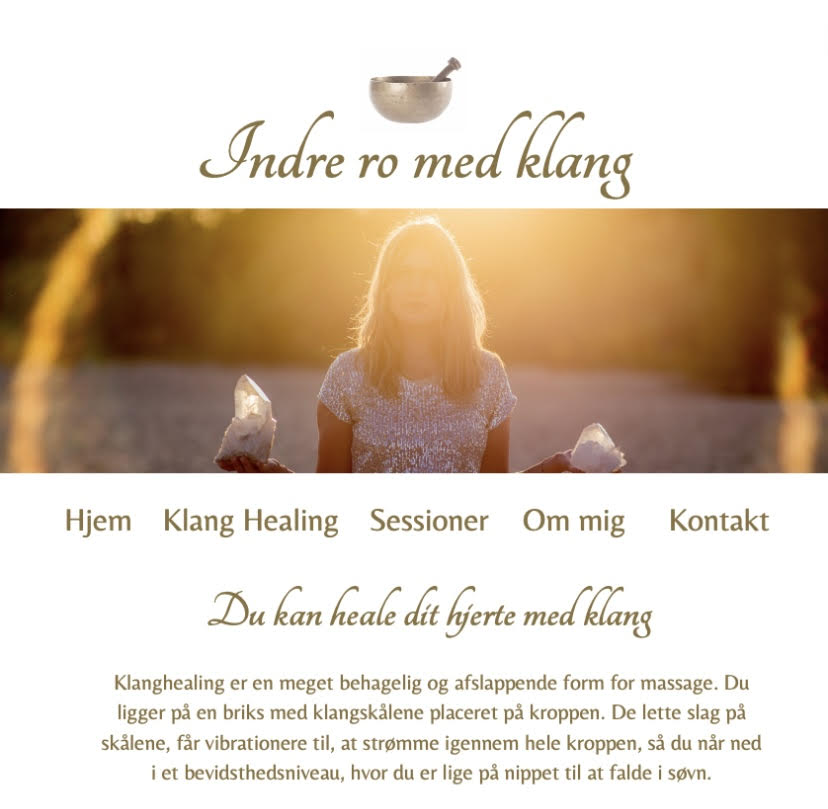 Indre ro med klang
Hjem Klang Healing Sessioner Om mig Kontakt
Du kan heale dit hjerte med klang
Klanghealing er en meget behagelig og afslappende form for massage. Du
ligger på en briks med klangskålene placeret på kroppen. De lette slag på
skålene, får vibrationere til, at strømme igennem hele kroppen, så du når ned
i et bevidsthedsniveau, hvor du er lige på nippet til at falde i søvn.